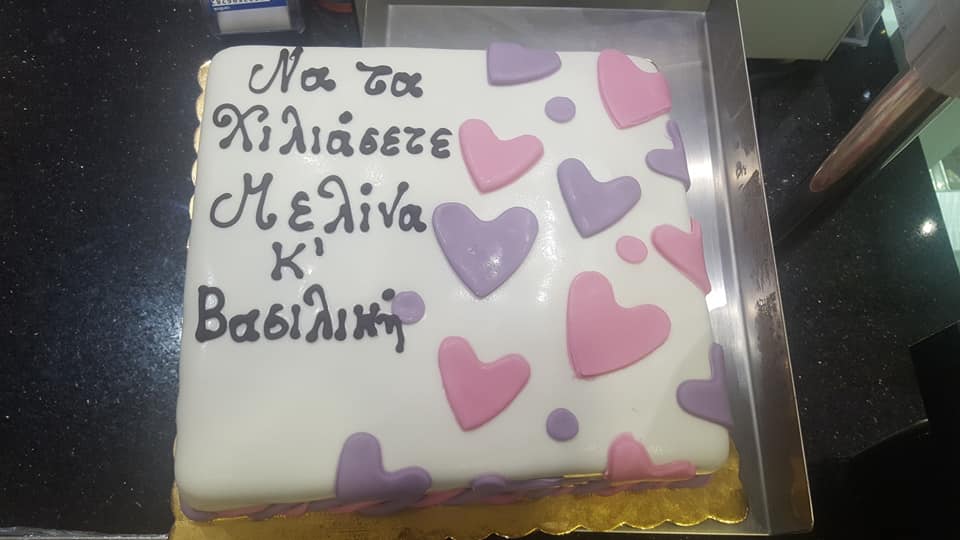 Να τα
Χιλιάσετε
Μελίνα
κ'
Βασιλική